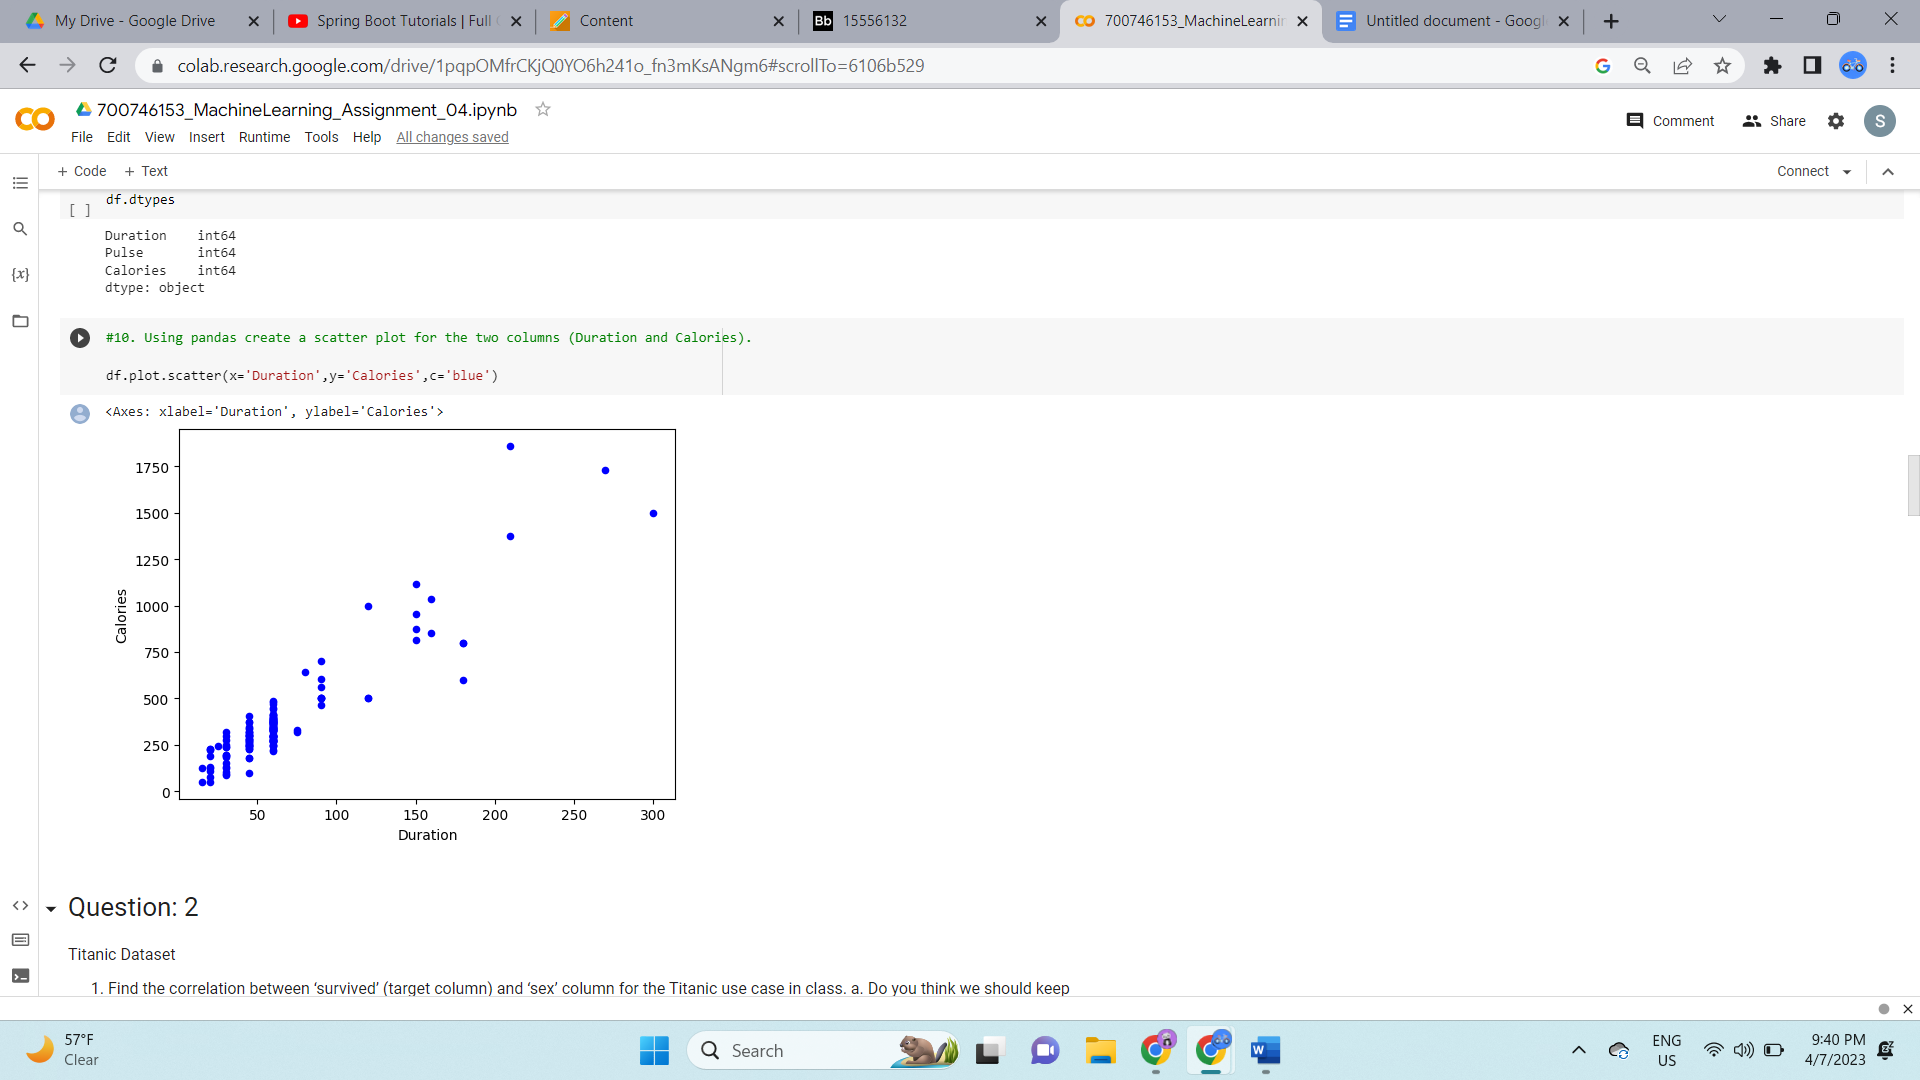 My Drive - Google Drive
Spring Boot Tutorials | Full
Content
Bb 15556132
700746153_MachineLearnin
Untitled document - Googl
colab.research.google.com/drive/1pqpOMfrCKjQ0YO6h241o_fn3mKsANgm6#scrollTo=6106b529
700746153_MachineLearning_Assignment_04.ipynb
File Edit View Insert Runtime Tools Help All changes saved
Comment
Share
S
+ Code + Text
Connect
[ ]
df.dtypes
Duration int64
Pulse int64
Calories int64
dtype: object
{x}
#10. Using pandas create a scatter plot for the two columns (Duration and Calories).
df.plot.scatter(x='Duration',y='Calories',c='blue')
<Axes: xlabel='Duration', ylabel='Calories'>
1750
1500
1250
1000
750
500
250
0
Calories
50 100 150 200 250 300
Duration
Question: 2
Titanic Dataset
1. Find the correlation between ‘survived’ (target column) and ‘sex’ column for the Titanic use case in class. a. Do you think we should keep
57°F
Clear
Search
ENG
US
9:40 PM
4/7/2023